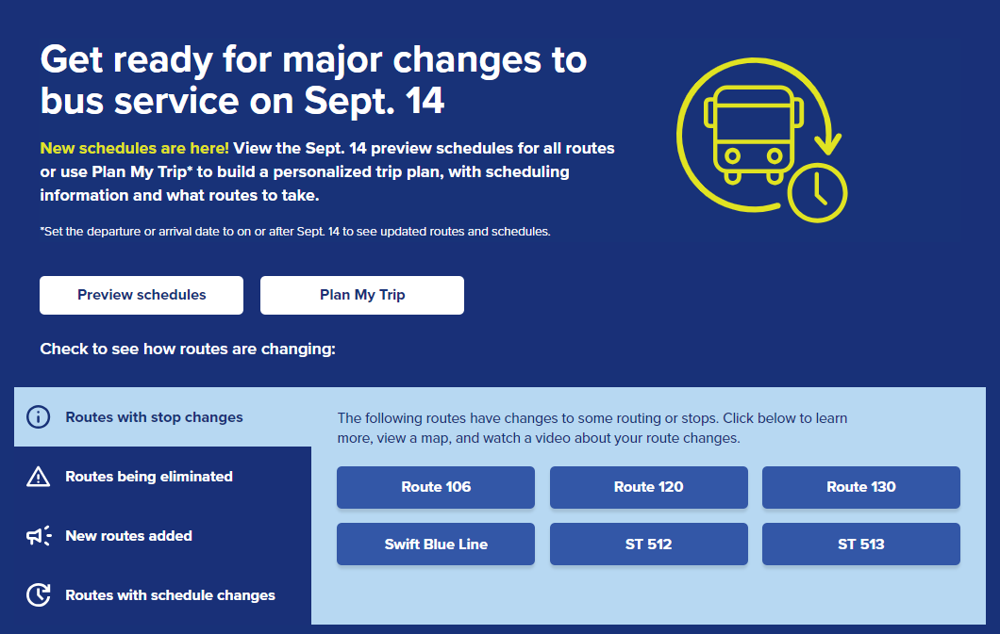 Get ready for major changes to
bus service on Sept. 14
New schedules are here! View the Sept. 14 preview schedules for all routes
or use Plan My Trip* to build a personalized trip plan, with scheduling
information and what routes to take.
*Set the departure or arrival date to on or after Sept. 14 to see updated routes and schedules.
Preview schedules
Plan My Trip
Check to see how routes are changing:
Routes with stop changes
Routes being eliminated
New routes added
Routes with schedule changes
The following routes have changes to some routing or stops. Click below to learn
more, view a map, and watch a video about your route changes.
Route 106
Route 120
Route 130
Swift Blue Line
ST 512
ST 513